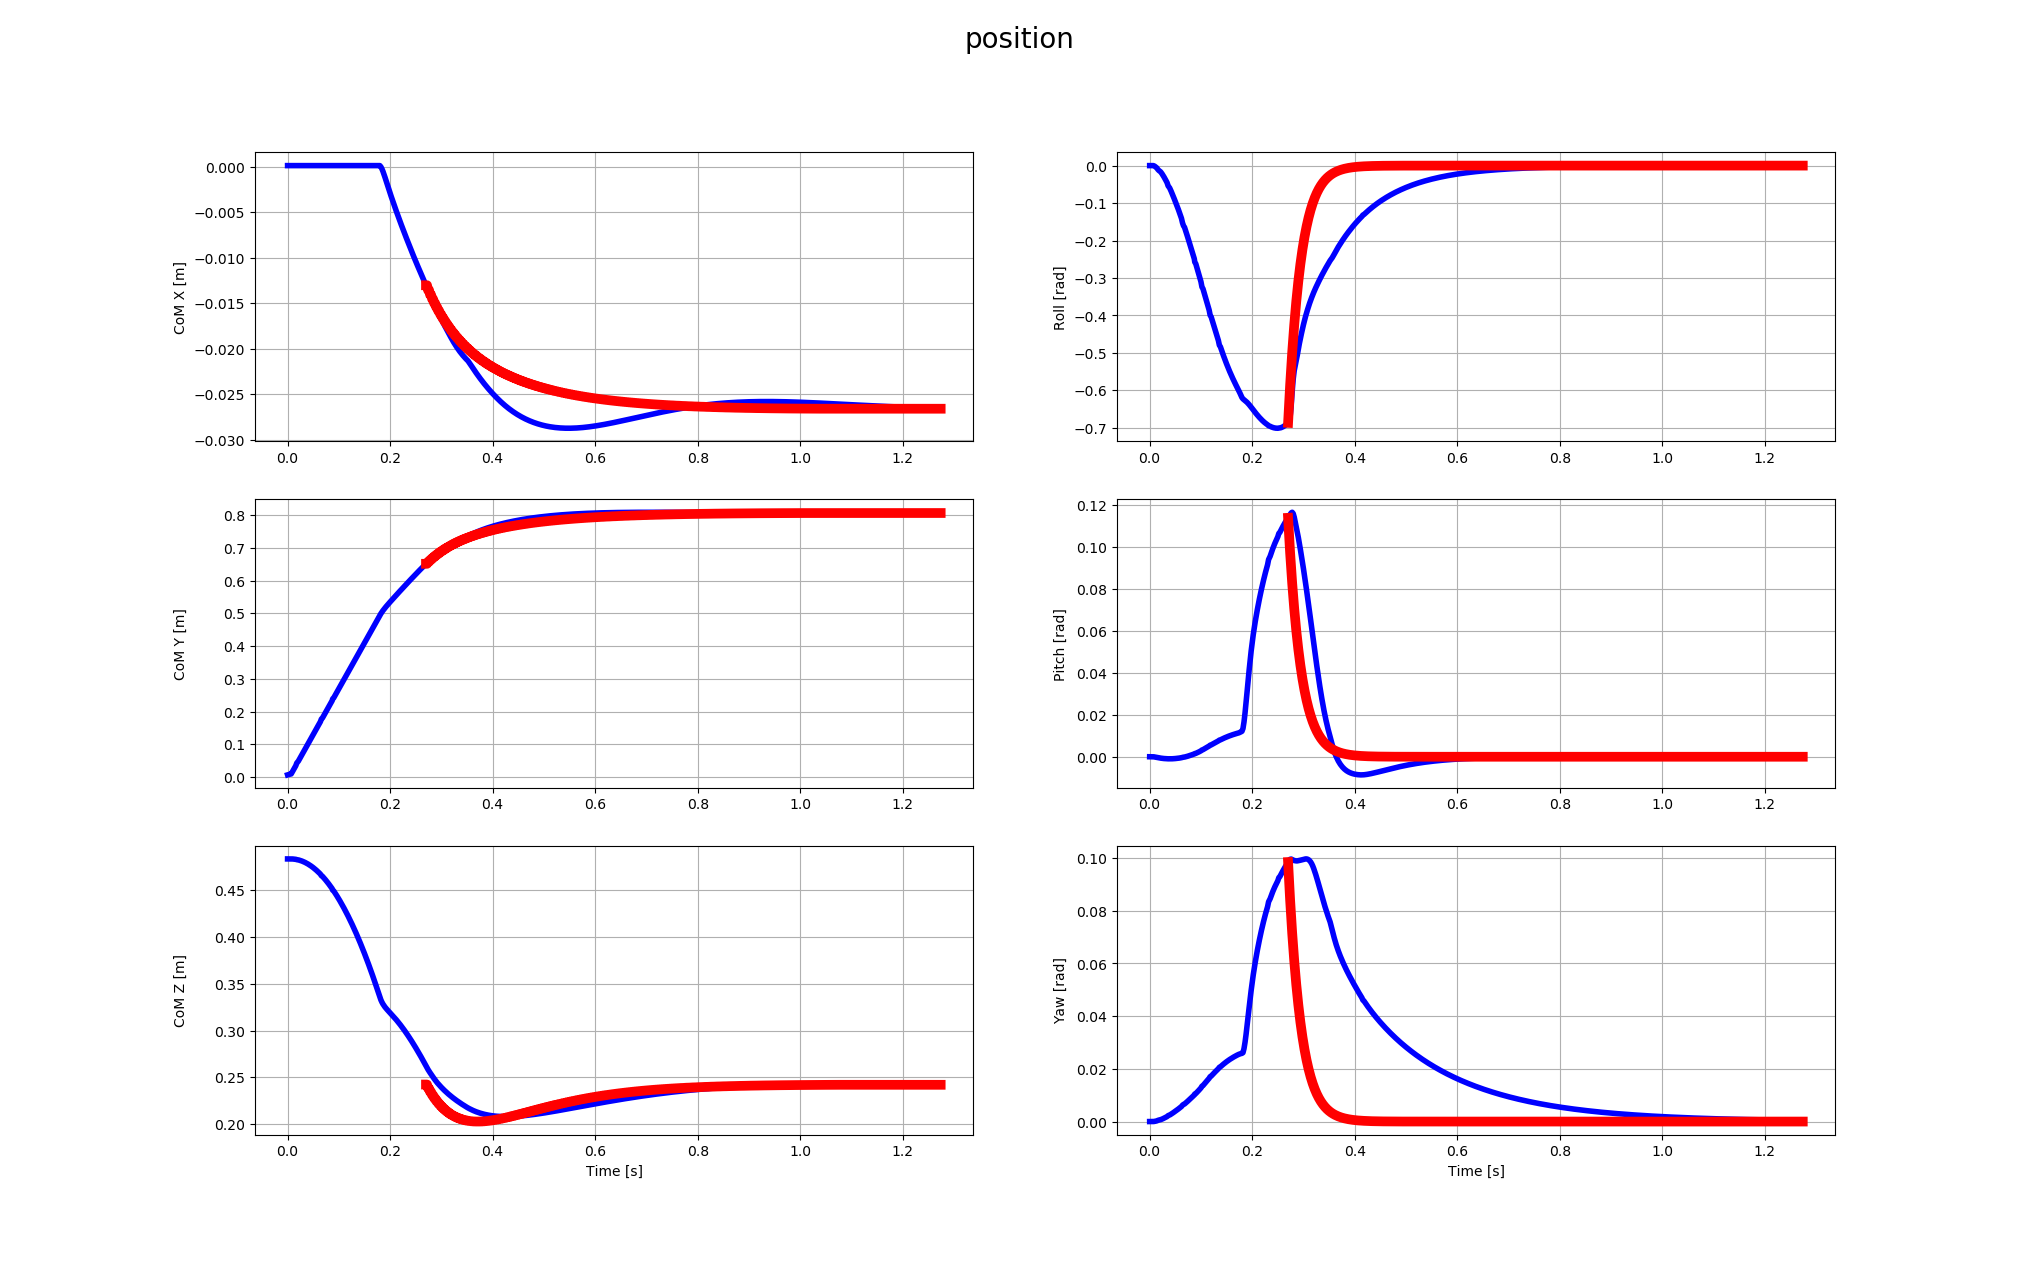 position
0.000
−0.005
−0.010
−0.015
−0.020
−0.025
−0.030
CoM X [m]
0.0 0.2 0.4 0.6 0.8 1.0 1.2
0.0
−0.1
−0.2
−0.3
−0.4
−0.5
−0.6
−0.7
Roll [rad]
0.0 0.2 0.4 0.6 0.8 1.0 1.2
0.8
0.7
0.6
0.5
0.4
0.3
0.2
0.1
0.0
CoM Y [m]
0.0 0.2 0.4 0.6 0.8 1.0 1.2
0.12
0.10
0.08
0.06
0.04
0.02
0.00
Pitch [rad]
0.0 0.2 0.4 0.6 0.8 1.0 1.2
0.45
0.40
0.35
0.30
0.25
0.20
CoM Z [m]
0.0 0.2 0.4 0.6 0.8 1.0 1.2
Time [s]
0.10
0.08
0.06
0.04
0.02
0.00
Yaw [rad]
0.0 0.2 0.4 0.6 0.8 1.0 1.2
Time [s]